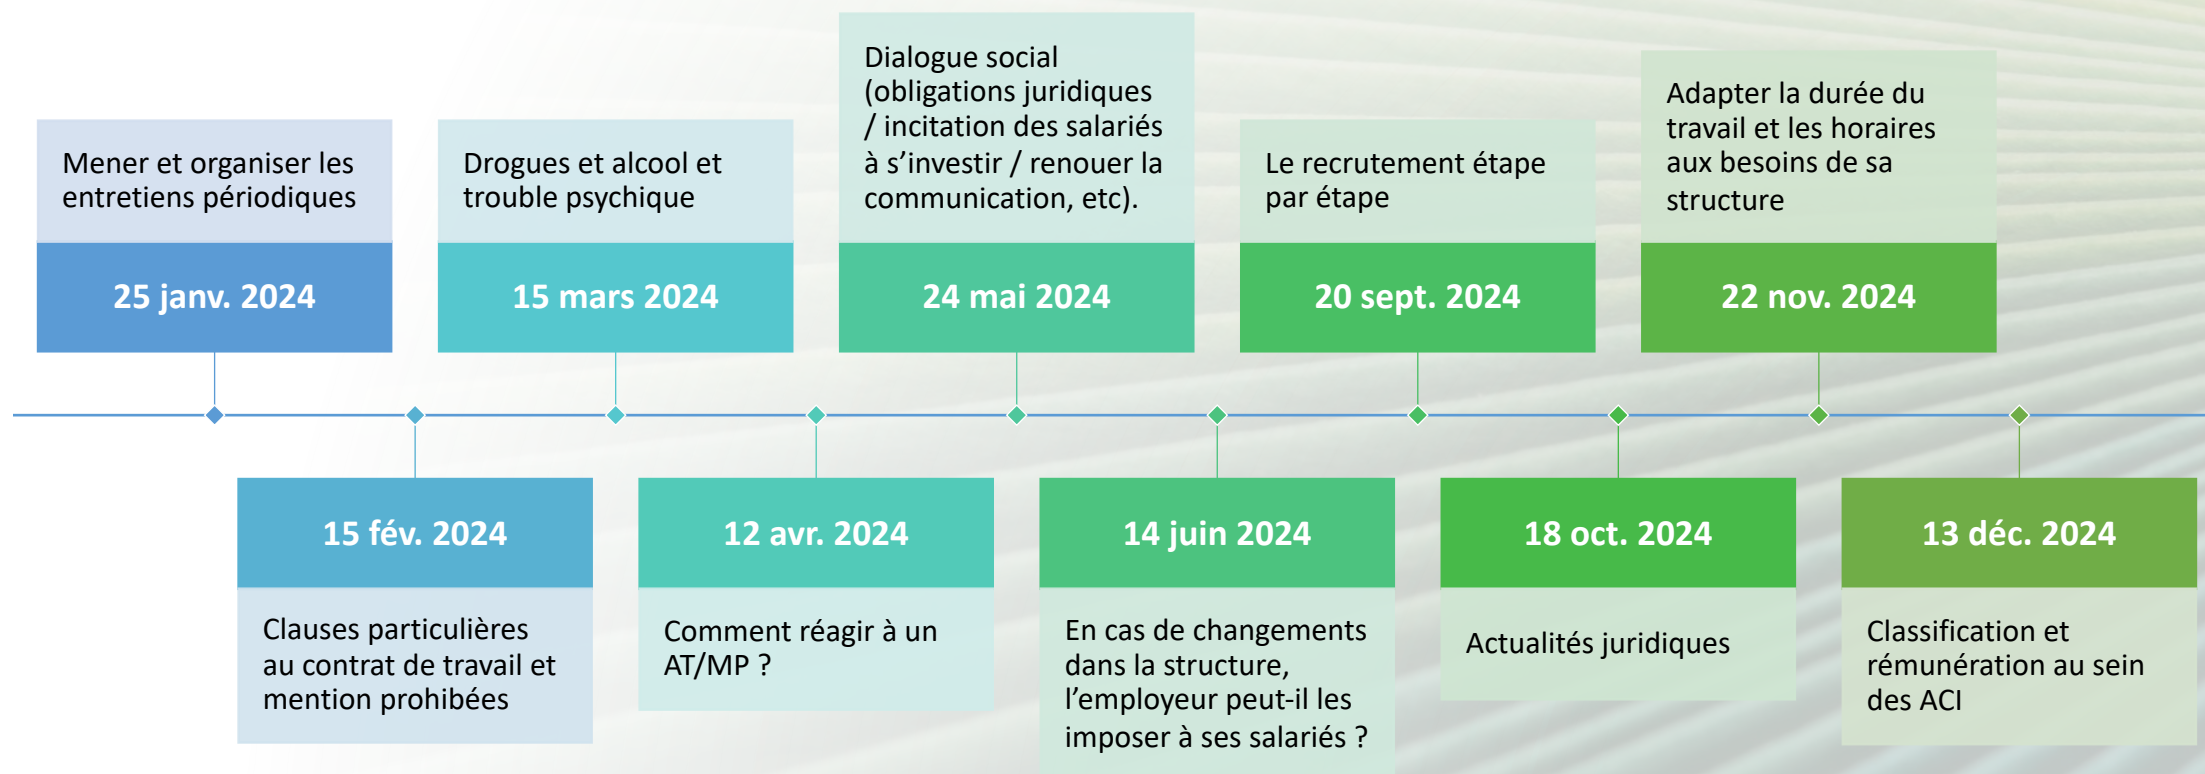 Mener et organiser les
entretiens périodiques
25 janv. 2024
15 fév. 2024
Clauses particulières
au contrat de travail et
mention prohibées
Drogues et alcool et
trouble psychique
15 mars 2024
12 avr. 2024
Comment réagir à un
AT/MP ?
Dialogue social
(obligations juridiques
/ incitation des salariés
à s’investir / renouer la
communication, etc).
24 mai 2024
14 juin 2024
En cas de changements
dans la structure,
l’employeur peut-il les
imposer à ses salariés ?
Le recrutement étape
par étape
20 sept. 2024
18 oct. 2024
Actualités juridiques
Adapter la durée du
travail et les horaires
aux besoins de sa
structure
22 nov. 2024
13 déc. 2024
Classification et
rémunération au sein
des ACI